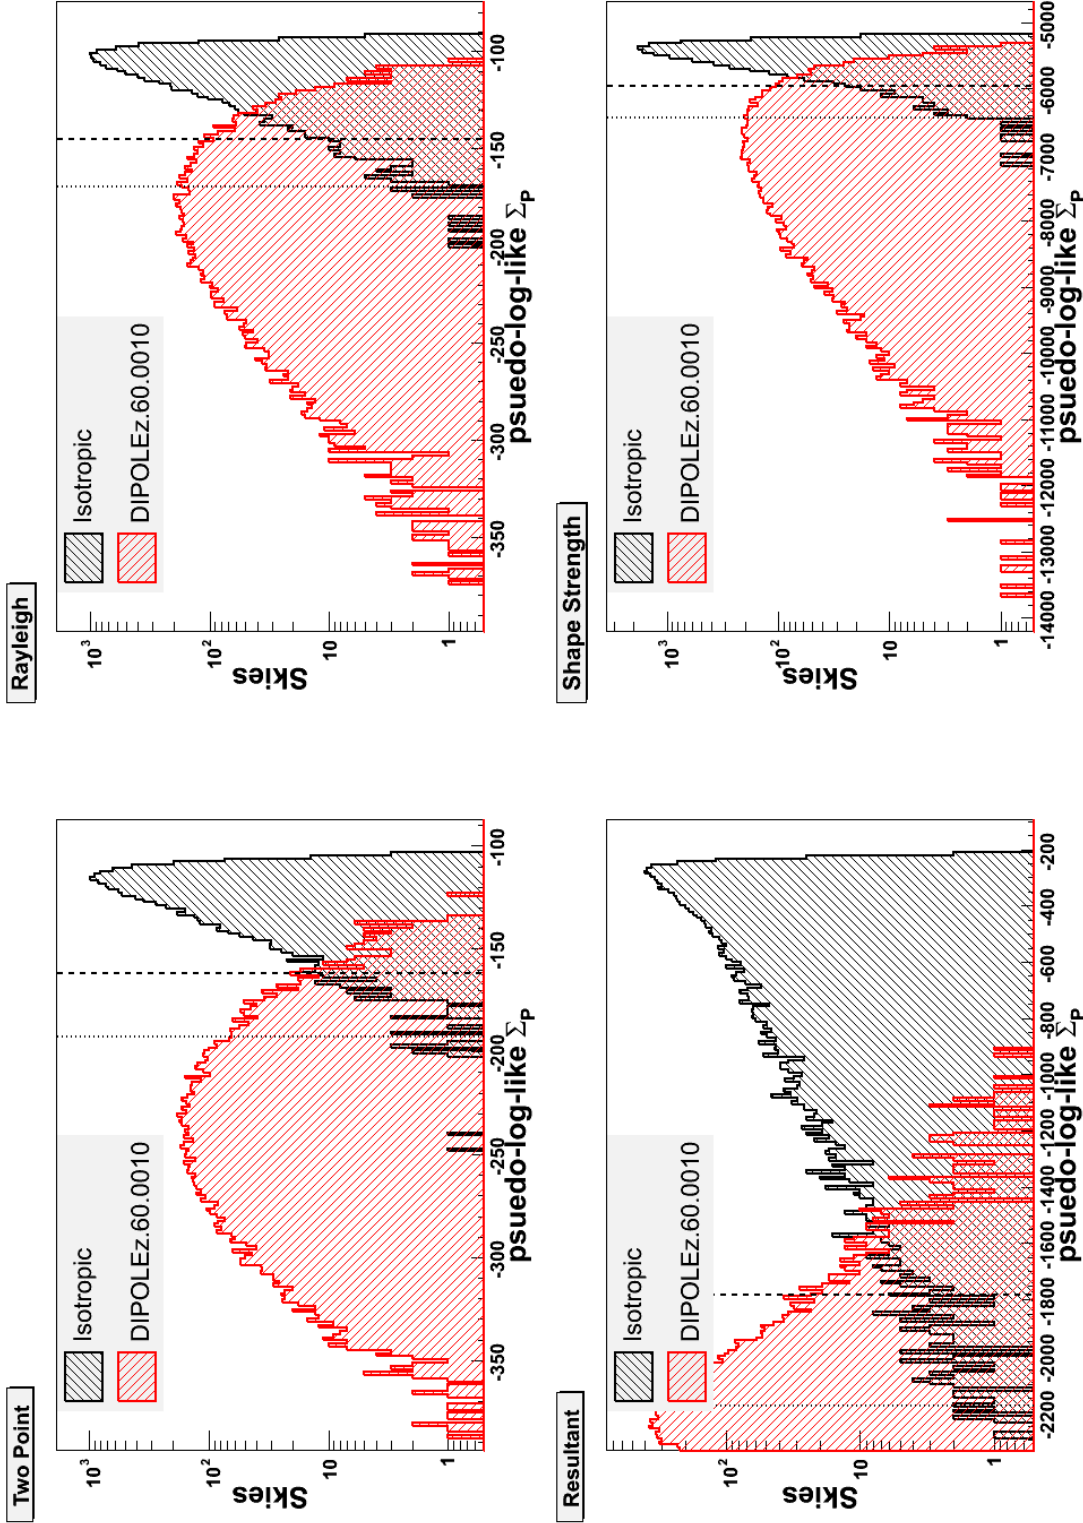 Two Point
Isotropic
DIPOLEz.60.0010
Skies
10³
10²
10
1
-350 -300 -250 -200 -150 -100
psuedo-log-like Σ_P
Rayleigh
Isotropic
DIPOLEz.60.0010
Skies
10³
10²
10
1
-350 -300 -250 -200 -150 -100
psuedo-log-like Σ_P
Resultant
Isotropic
DIPOLEz.60.0010
Skies
10²
10
1
-2200 -2000 -1800 -1600 -1400 -1200 -1000 -800 -600 -400 -200
psuedo-log-like Σ_P
Shape Strength
Isotropic
DIPOLEz.60.0010
Skies
10³
10²
10
1
-14000 -13000 -12000 -11000 -10000 -9000 -8000 -7000 -6000 -5000
psuedo-log-like Σ_P